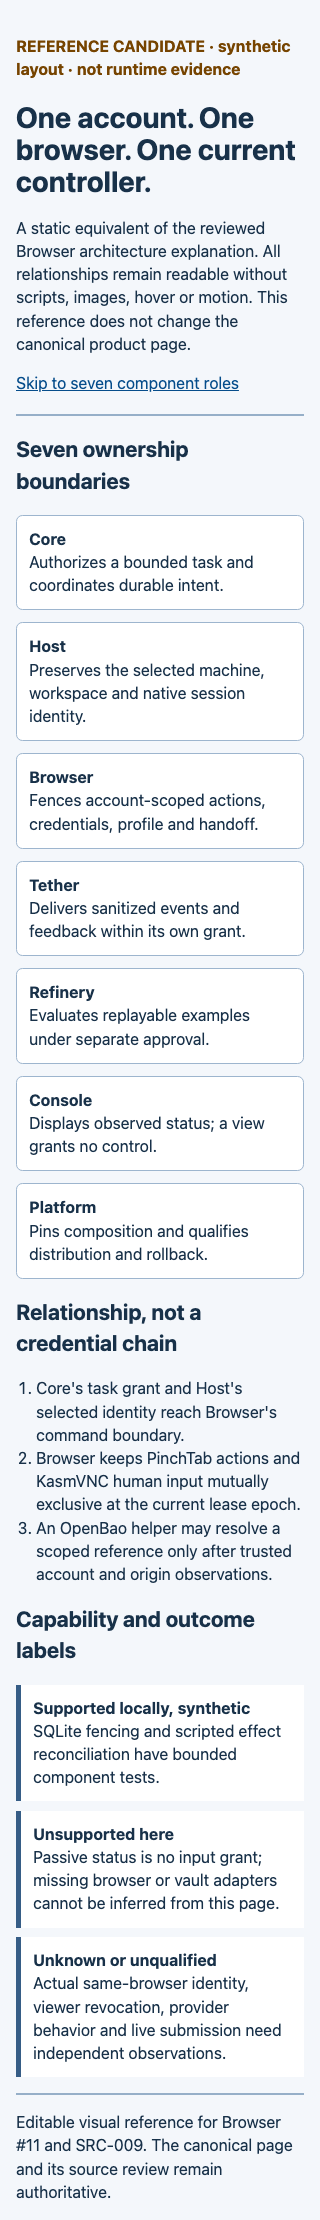 REFERENCE CANDIDATE · synthetic
layout · not runtime evidence
One account. One
browser. One current
controller.
A static equivalent of the reviewed
Browser architecture explanation. All
relationships remain readable without
scripts, images, hover or motion. This
reference does not change the
canonical product page.
Skip to seven component roles
Seven ownership
boundaries
Core
Authorizes a bounded task and
coordinates durable intent.
Host
Preserves the selected machine,
workspace and native session
identity.
Browser
Fences account-scoped actions,
credentials, profile and handoff.
Tether
Delivers sanitized events and
feedback within its own grant.
Refinery
Evaluates replayable examples
under separate approval.
Console
Displays observed status; a view
grants no control.
Platform
Pins composition and qualifies
distribution and rollback.
Relationship, not a
credential chain
1. Core's task grant and Host's
selected identity reach Browser's
command boundary.
2. Browser keeps PinchTab actions and
KasmVNC human input mutually
exclusive at the current lease epoch.
3. An OpenBao helper may resolve a
scoped reference only after trusted
account and origin observations.
Capability and outcome
labels
Supported locally, synthetic
SQLite fencing and scripted effect
reconciliation have bounded
component tests.
Unsupported here
Passive status is no input grant;
missing browser or vault adapters
cannot be inferred from this page.
Unknown or unqualified
Actual same-browser identity,
viewer revocation, provider
behavior and live submission need
independent observations.
Editable visual reference for Browser
#11 and SRC-009. The canonical page
and its source review remain
authoritative.